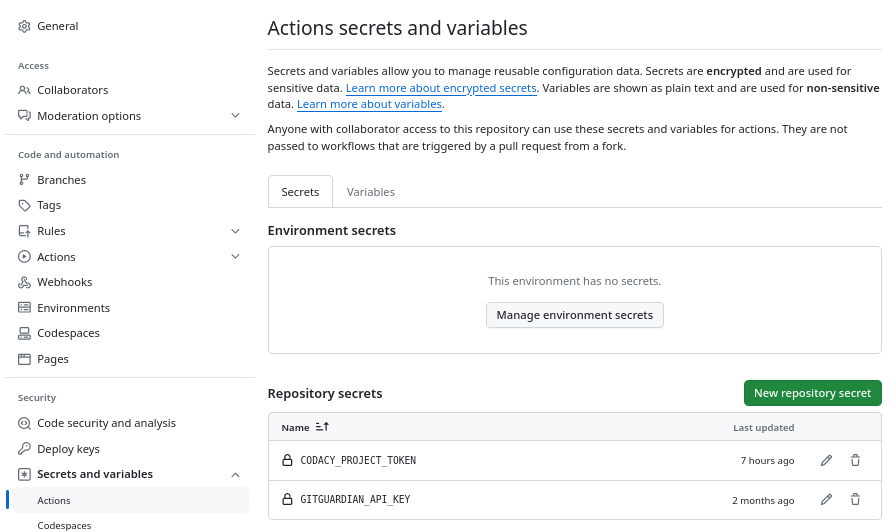 General
Access
Collaborators
Moderation options
Code and automation
Branches
Tags
Rules
Actions
Webhooks
Environments
Codespaces
Pages
Security
Code security and analysis
Deploy keys
Secrets and variables
Actions
Codespaces
Actions secrets and variables
Secrets and variables allow you to manage reusable configuration data. Secrets are encrypted and are used for
sensitive data. Learn more about encrypted secrets. Variables are shown as plain text and are used for non-sensitive
data. Learn more about variables.
Anyone with collaborator access to this repository can use these secrets and variables for actions. They are not
passed to workflows that are triggered by a pull request from a fork.
Secrets Variables
Environment secrets
This environment has no secrets.
Manage environment secrets
Repository secrets New repository secret
Name Last updated
CODACY_PROJECT_TOKEN 7 hours ago
GITGUARDIAN_API_KEY 2 months ago